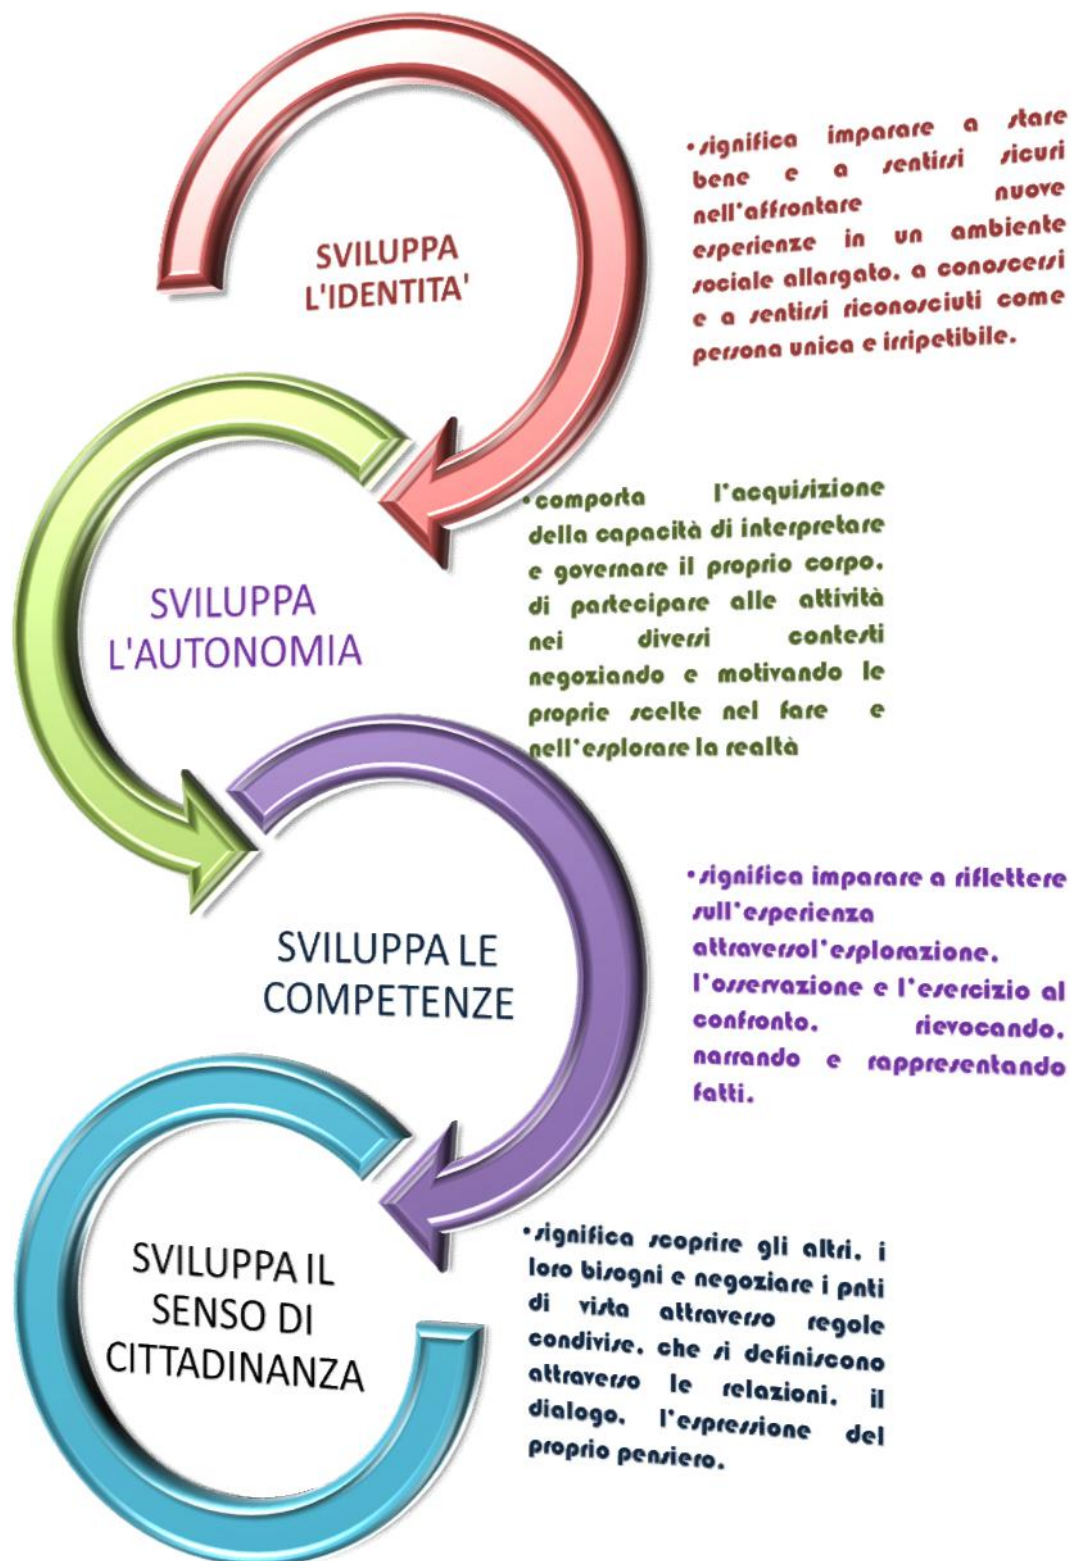 SVILUPPA
L'IDENTITA'
•significa imparare a stare
bene e a sentirsi sicuri
nell'affrontare nuove
esperienze in un ambiente
sociale allargato. a conoscersi
e a sentirsi riconosciuti come
persona unica e irripetibile.
SVILUPPA
L'AUTONOMIA
•comporta l'acquisizione
della capacità di interpretare
e governare il proprio corpo.
di partecipare alle attività
nei diversi contesti
negoziando e motivando le
proprie scelte nel fare e
nell'esplorare la realtà
SVILUPPA LE
COMPETENZE
•significa imparare a riflettere
sull'esperienza
attraversol'esplorazione.
l'osservazione e l'esercizio al
confronto. rievocando.
narrando e rappresentando
fatti.
SVILUPPA IL
SENSO DI
CITTADINANZA
•significa scoprire gli altri. i
loro bisogni e negoziare i pnti
di vista attraverso regole
condivise. che si definiscono
attraverso le relazioni. il
dialogo. l'espressione del
proprio pensiero.